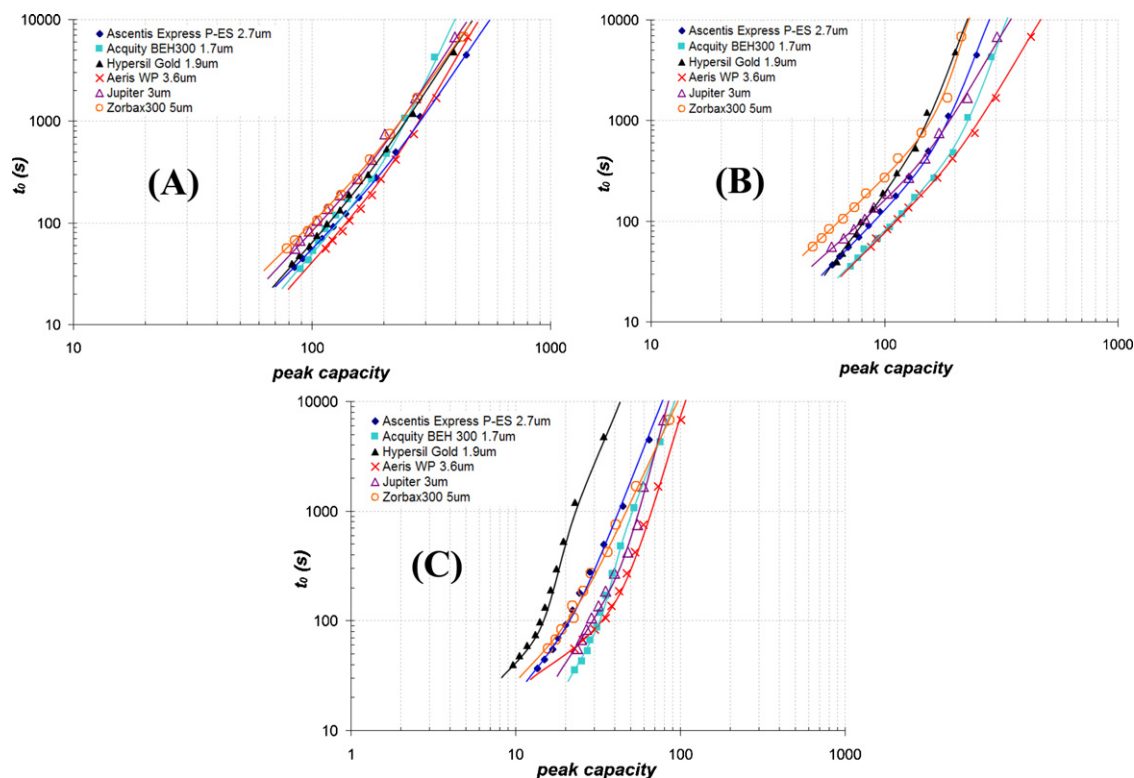 10000
1000
100
10
t₀ (s)
Ascentis Express P-ES 2.7um
Acquity BEH300 1.7um
Hypersil Gold 1.9um
Aeris WP 3.6um
Jupiter 3um
Zorbax300 5um
(A)
10
100
1000
peak capacity
10000
1000
100
10
t₀ (s)
Ascentis Express P-ES 2.7um
Acquity BEH300 1.7um
Hypersil Gold 1.9um
Aeris WP 3.6um
Jupiter 3um
Zorbax300 5um
(B)
10
100
1000
peak capacity
10000
1000
100
10
t₀ (s)
Ascentis Express P-ES 2.7um
Acquity BEH 300 1.7um
Hypersil Gold 1.9um
Aeris WP 3.6um
Jupiter 3um
Zorbax300 5um
(C)
1
10
100
1000
peak capacity